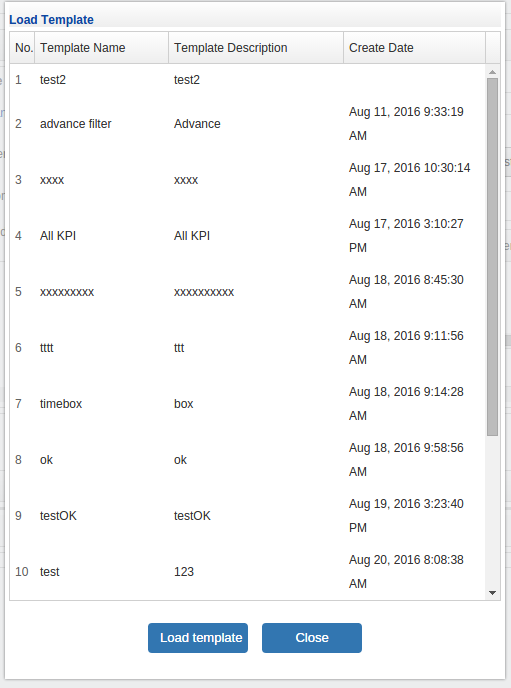 Load Template
No. Template Name Template Description Create Date
1 test2 test2
2 advance filter Advance Aug 11, 2016 9:33:19 AM
3 xxxx xxxx Aug 17, 2016 10:30:14 AM
4 All KPI All KPI Aug 17, 2016 3:10:27 PM
5 xxxxxxxxx xxxxxxxxxx Aug 18, 2016 8:45:30 AM
6 tttt ttt Aug 18, 2016 9:11:56 AM
7 timebox box Aug 18, 2016 9:14:28 AM
8 ok ok Aug 18, 2016 9:58:56 AM
9 testOK testOK Aug 19, 2016 3:23:40 PM
10 test 123 Aug 20, 2016 8:08:38 AM
Load template Close